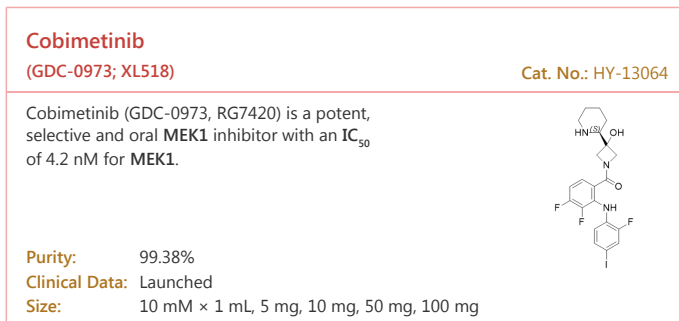 Cobimetinib
(GDC-0973; XL518)
Cat. No.: HY-13064
Cobimetinib (GDC-0973, RG7420) is a potent,
selective and oral MEK1 inhibitor with an IC50
of 4.2 nM for MEK1.
HN
(S)
OH
N
O
NH
F
F
F
I
Purity: 99.38%
Clinical Data: Launched
Size: 10 mM × 1 mL, 5 mg, 10 mg, 50 mg, 100 mg